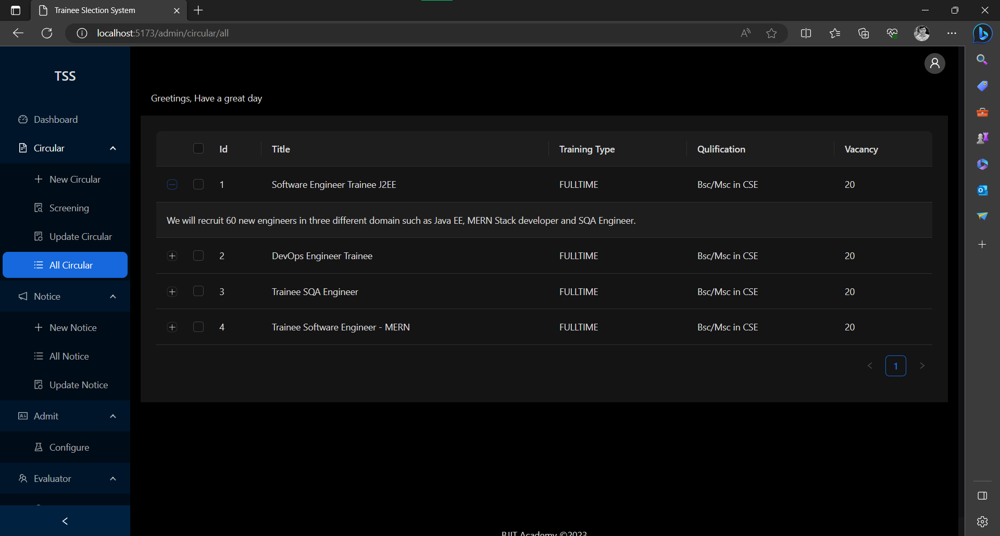 Trainee Slection System
localhost:5173/admin/circular/all
TSS
Greetings, Have a great day
Dashboard
Circular
New Circular
Screening
Update Circular
All Circular
Notice
New Notice
All Notice
Update Notice
Admit
Configure
Evaluator
Id Title Training Type Qulification Vacancy
1 Software Engineer Trainee J2EE FULLTIME Bsc/Msc in CSE 20
We will recruit 60 new engineers in three different domain such as Java EE, MERN Stack developer and SQA Engineer.
2 DevOps Engineer Trainee FULLTIME Bsc/Msc in CSE 20
3 Trainee SQA Engineer FULLTIME Bsc/Msc in CSE 20
4 Trainee Software Engineer - MERN FULLTIME Bsc/Msc in CSE 20
1
BJIT Academy ©2023